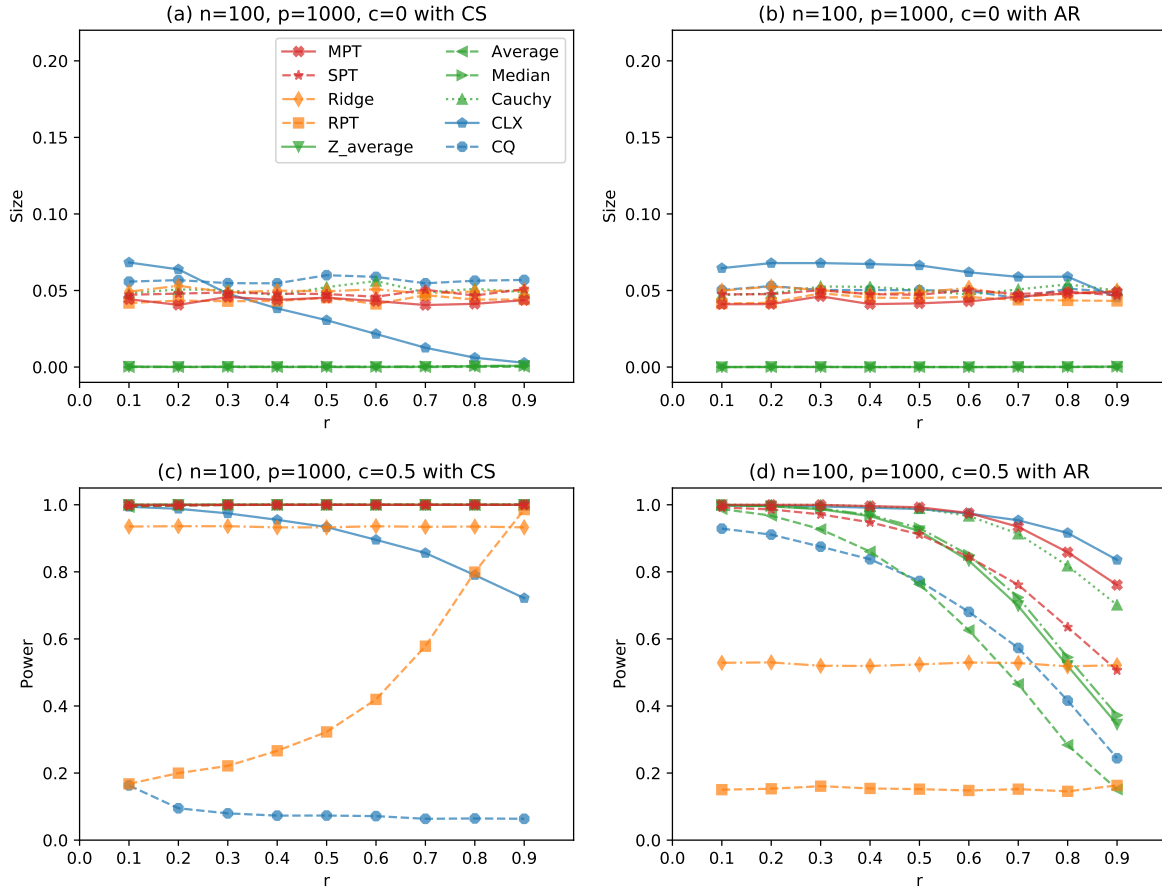 (a) n=100, p=1000, c=0 with CS
Size
0.20
0.15
0.10
0.05
0.00
MPT
SPT
Ridge
RPT
Z_average
Average
Median
Cauchy
CLX
CQ
0.0 0.1 0.2 0.3 0.4 0.5 0.6 0.7 0.8 0.9
r
(b) n=100, p=1000, c=0 with AR
Size
0.20
0.15
0.10
0.05
0.00
0.0 0.1 0.2 0.3 0.4 0.5 0.6 0.7 0.8 0.9
r
(c) n=100, p=1000, c=0.5 with CS
Power
1.0
0.8
0.6
0.4
0.2
0.0
0.0 0.1 0.2 0.3 0.4 0.5 0.6 0.7 0.8 0.9
r
(d) n=100, p=1000, c=0.5 with AR
Power
1.0
0.8
0.6
0.4
0.2
0.0
0.0 0.1 0.2 0.3 0.4 0.5 0.6 0.7 0.8 0.9
r